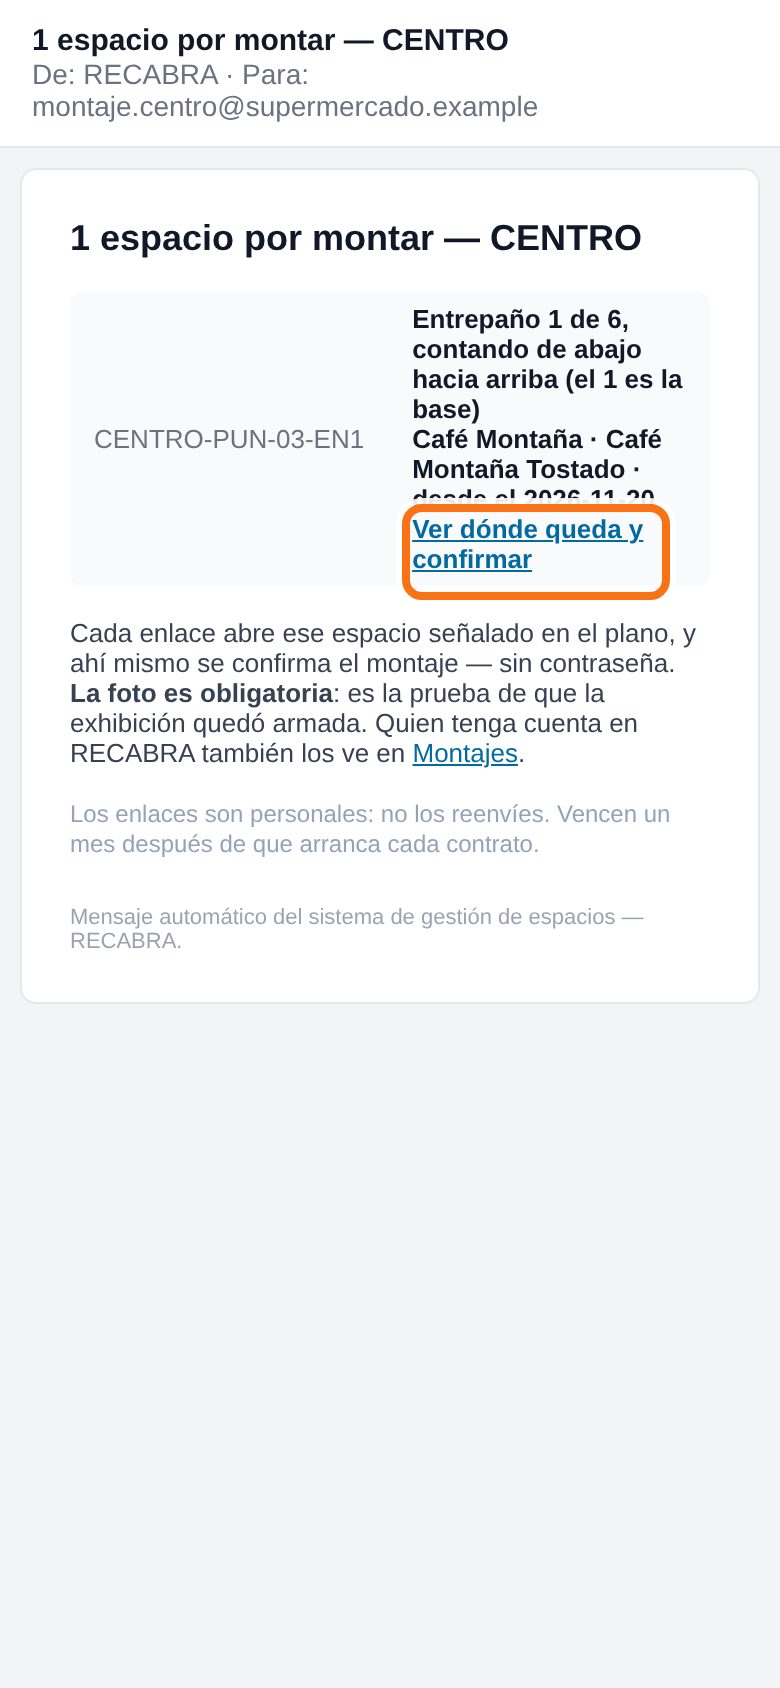 1 espacio por montar — CENTRO
De: RECABRA · Para:
montaje.centro@supermercado.example
1 espacio por montar — CENTRO
CENTRO-PUN-03-EN1
Entrepaño 1 de 6,
contando de abajo
hacia arriba (el 1 es la
base)
Café Montaña · Café
Montaña Tostado ·
desde el 2026-11-20
Ver dónde queda y
confirmar
Cada enlace abre ese espacio señalado en el plano, y
ahí mismo se confirma el montaje — sin contraseña.
La foto es obligatoria: es la prueba de que la
exhibición quedó armada. Quien tenga cuenta en
RECABRA también los ve en Montajes.
Los enlaces son personales: no los reenvíes. Vencen un
mes después de que arranca cada contrato.
Mensaje automático del sistema de gestión de espacios —
RECABRA.